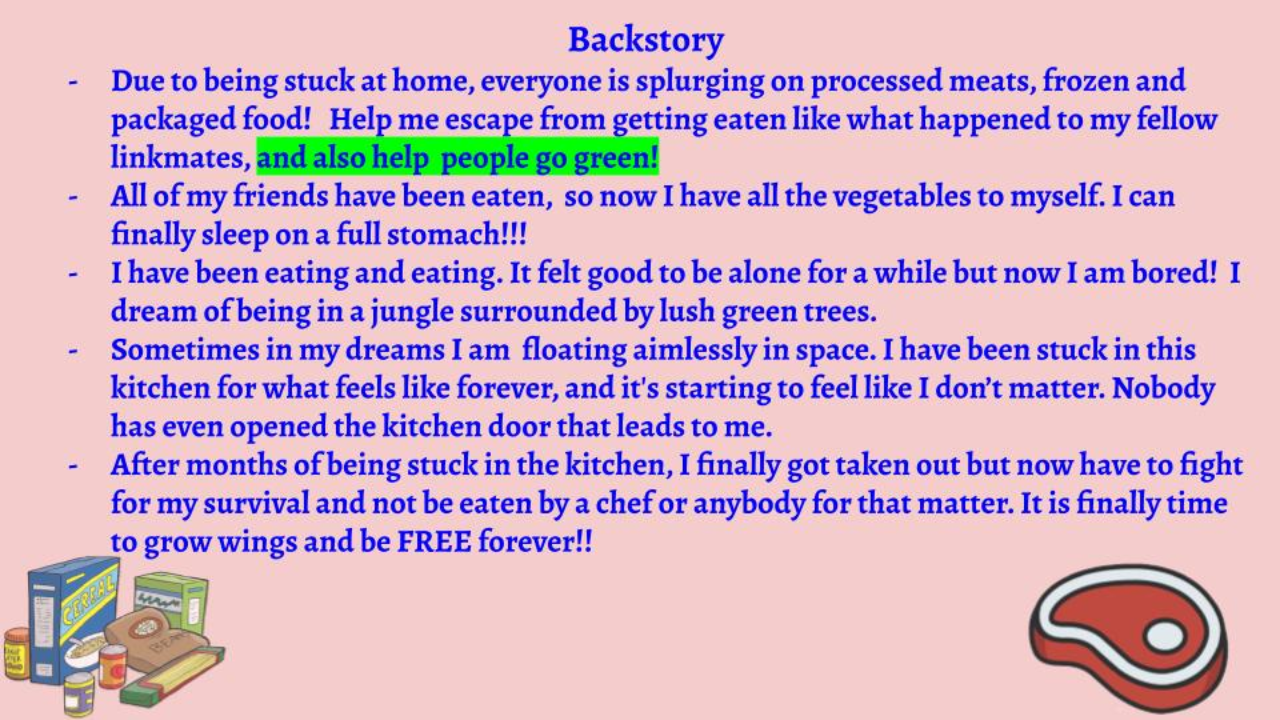 Backstory
- Due to being stuck at home, everyone is splurging on processed meats, frozen and
packaged food! Help me escape from getting eaten like what happened to my fellow
linkmates, and also help people go green!
- All of my friends have been eaten, so now I have all the vegetables to myself. I can
finally sleep on a full stomach!!!
- I have been eating and eating. It felt good to be alone for a while but now I am bored! I
dream of being in a jungle surrounded by lush green trees.
- Sometimes in my dreams I am floating aimlessly in space. I have been stuck in this
kitchen for what feels like forever, and it's starting to feel like I don’t matter. Nobody
has even opened the kitchen door that leads to me.
- After months of being stuck in the kitchen, I finally got taken out but now have to fight
for my survival and not be eaten by a chef or anybody for that matter. It is finally time
to grow wings and be FREE forever!!
CEREAL